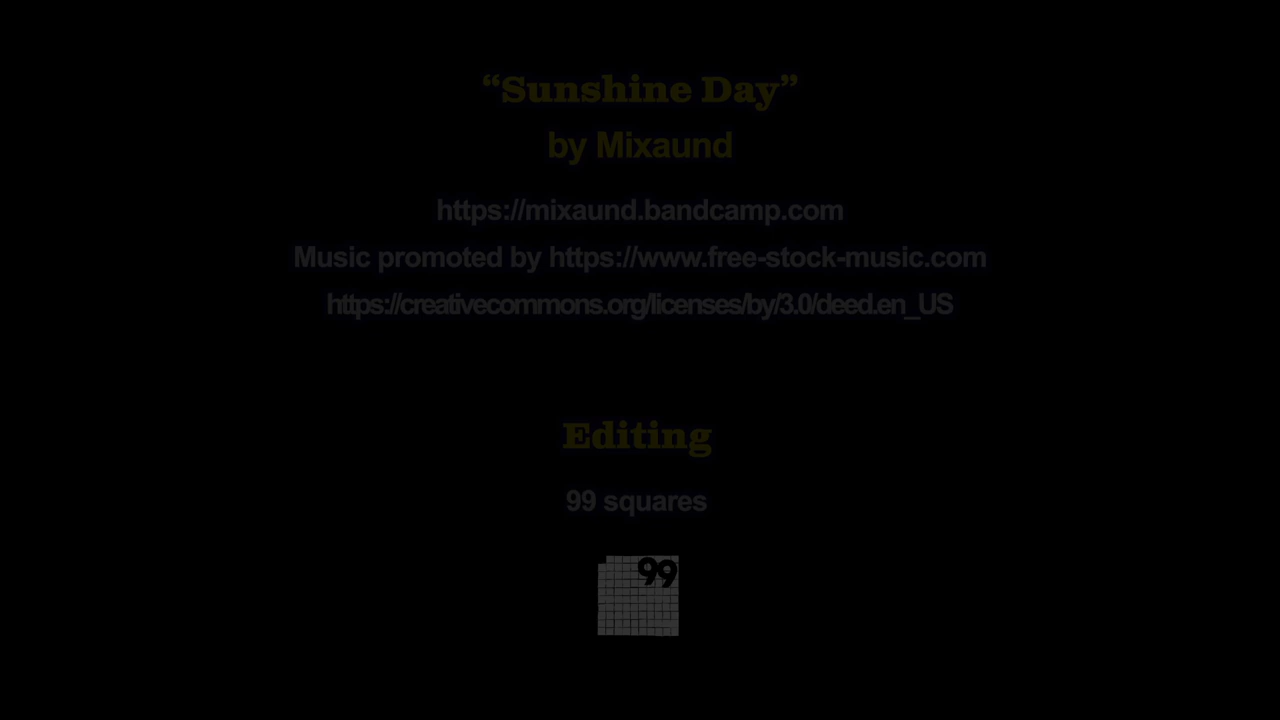 “Sunshine Day”
by Mixaund
https://mixaund.bandcamp.com
Music promoted by https://www.free-stock-music.com
https://creativecommons.org/licenses/by/3.0/deed.en_US
Editing
99 squares
99